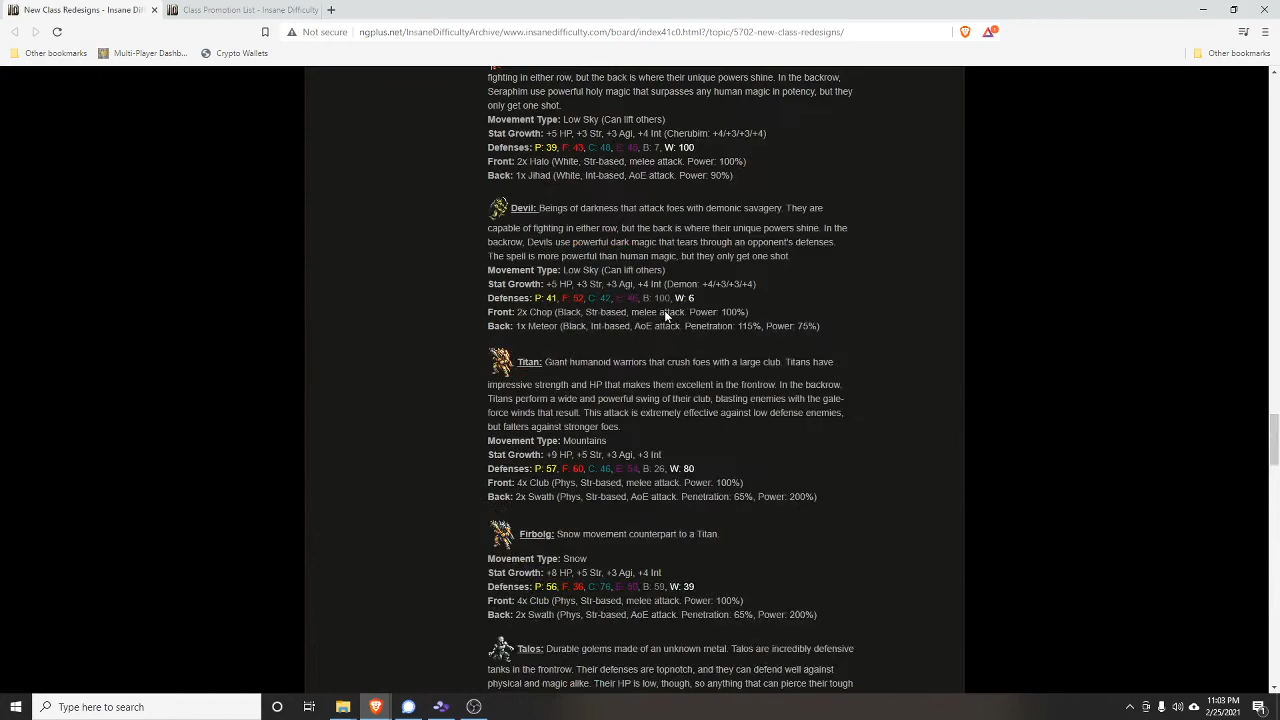 New Class Redesigns - Insane Dif
Class Promotion List - Insane Difficulty
Not secure
ngplus.net/InsaneDifficultyArchive/www.insanedifficulty.com/board/index41c0.html?/topic/5702-new-class-redesigns/
Other bookmarks
Multi-Player Dashb...
Crypto Wallets
Other bookmarks
fighting in either row, but the back is where their unique powers shine. In the backrow,
Seraphim use powerful holy magic that surpasses any human magic in potency, but they
only get one shot.
Movement Type: Low Sky (Can lift others)
Stat Growth: +5 HP, +3 Str, +3 Agi, +4 Int (Cherubim: +4/+3/+3/+4)
Defenses: P: 39, F: 43, C: 48, E: 45, B: 7, W: 100
Front: 2x Halo (White, Str-based, melee attack. Power: 100%)
Back: 1x Jihad (White, Int-based, AoE attack. Power: 90%)
Devil: Beings of darkness that attack foes with demonic savagery. They are
capable of fighting in either row, but the back is where their unique powers shine. In the
backrow, Devils use powerful dark magic that tears through an opponent's defenses.
The spell is more powerful than human magic, but they only get one shot
Movement Type: Low Sky (Can lift others)
Stat Growth: +5 HP, +3 Str, +3 Agi, +4 Int (Demon: +4/+3/+3/+4)
Defenses: P: 41, F: 52, C: 42, E: 46, B: 100, W: 6
Front: 2x Chop (Black, Str-based, melee attack. Power: 100%)
Back: 1x Meteor (Black, Int-based, AoE attack. Penetration: 115%, Power: 75%)
Titan: Giant humanoid warriors that crush foes with a large club. Titans have
impressive strength and HP that makes them excellent in the frontrow. In the backrow,
Titans perform a wide and powerful swing of their club, blasting enemies with the gale-
force winds that result. This attack is extremely effective against low defense enemies,
but falters against stronger foes.
Movement Type: Mountains
Stat Growth: +9 HP, +5 Str, +3 Agi, +3 Int
Defenses: P: 57, F: 60, C: 46, E: 54, B: 26, W: 80
Front: 4x Club (Phys, Str-based, melee attack. Power: 100%)
Back: 2x Swath (Phys, Str-based, AoE attack. Penetration: 65%, Power: 200%)
Firbolg: Snow movement counterpart to a Titan.
Movement Type: Snow
Stat Growth: +8 HP, +5 Str, +3 Agi, +4 Int
Defenses: P: 56, F: 36, C: 76, E: 50, B: 59, W: 39
Front: 4x Club (Phys, Str-based, melee attack. Power: 100%)
Back: 2x Swath (Phys, Str-based, AoE attack. Penetration: 65%, Power: 200%)
Talos: Durable golems made of an unknown metal. Talos are incredibly defensive
tanks in the frontrow. Their defenses are topnotch, and they can defend well against
physical and magic alike. Their HP is low, though, so anything that can pierce their tough
Type here to search
11:03 PM
2/25/2021